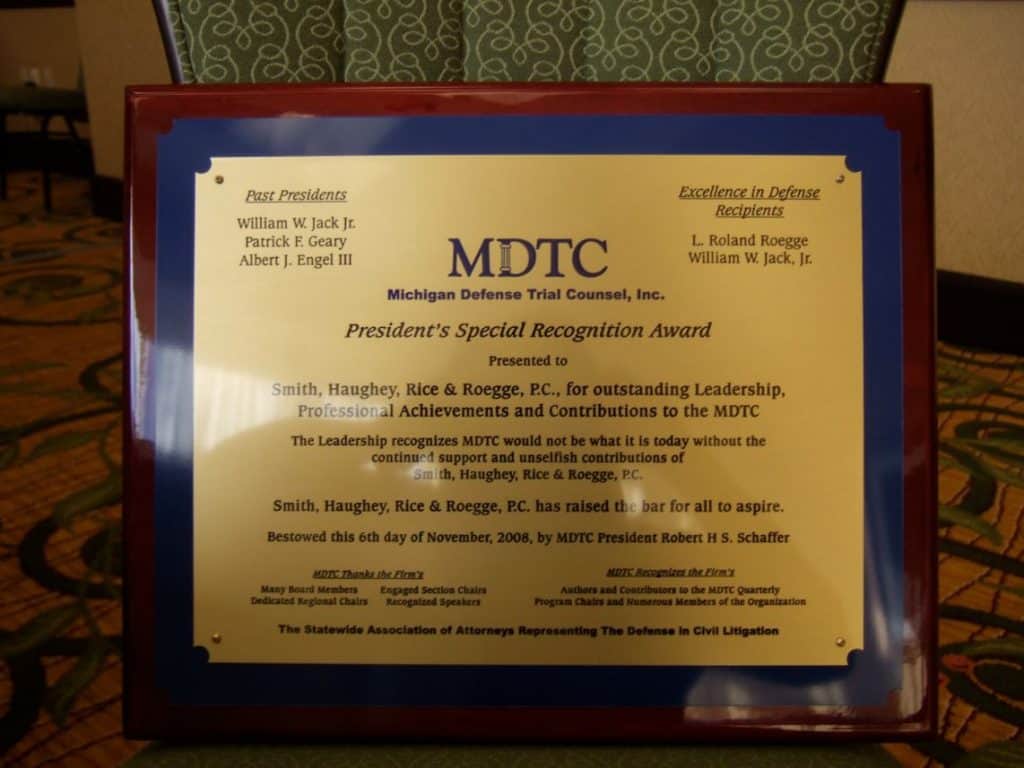 Past Presidents
William W. Jack Jr.
Patrick F. Geary
Albert J. Engel III
Excellence in Defense
Recipients
L. Roland Roegge
William W. Jack, Jr.
MDTC
Michigan Defense Trial Counsel, Inc.
President's Special Recognition Award
Presented to
Smith, Haughey, Rice & Roegge, P.C., for outstanding Leadership,
Professional Achievements and Contributions to the MDTC
The Leadership recognizes MDTC would not be what it is today without the
continued support and unselfish contributions of
Smith, Haughey, Rice & Roegge, P.C.
Smith, Haughey, Rice & Roegge, P.C. has raised the bar for all to aspire.
Bestowed this 6th day of November, 2008, by MDTC President Robert H S. Schaffer
MDTC Thanks the Firm's
Many Board Members Engaged Section Chairs
Dedicated Regional Chairs Recognized Speakers
MDTC Recognizes the Firm's
Authors and Contributors to the MDTC Quarterly
Program Chairs and Numerous Members of the Organization
The Statewide Association of Attorneys Representing The Defense in Civil Litigation